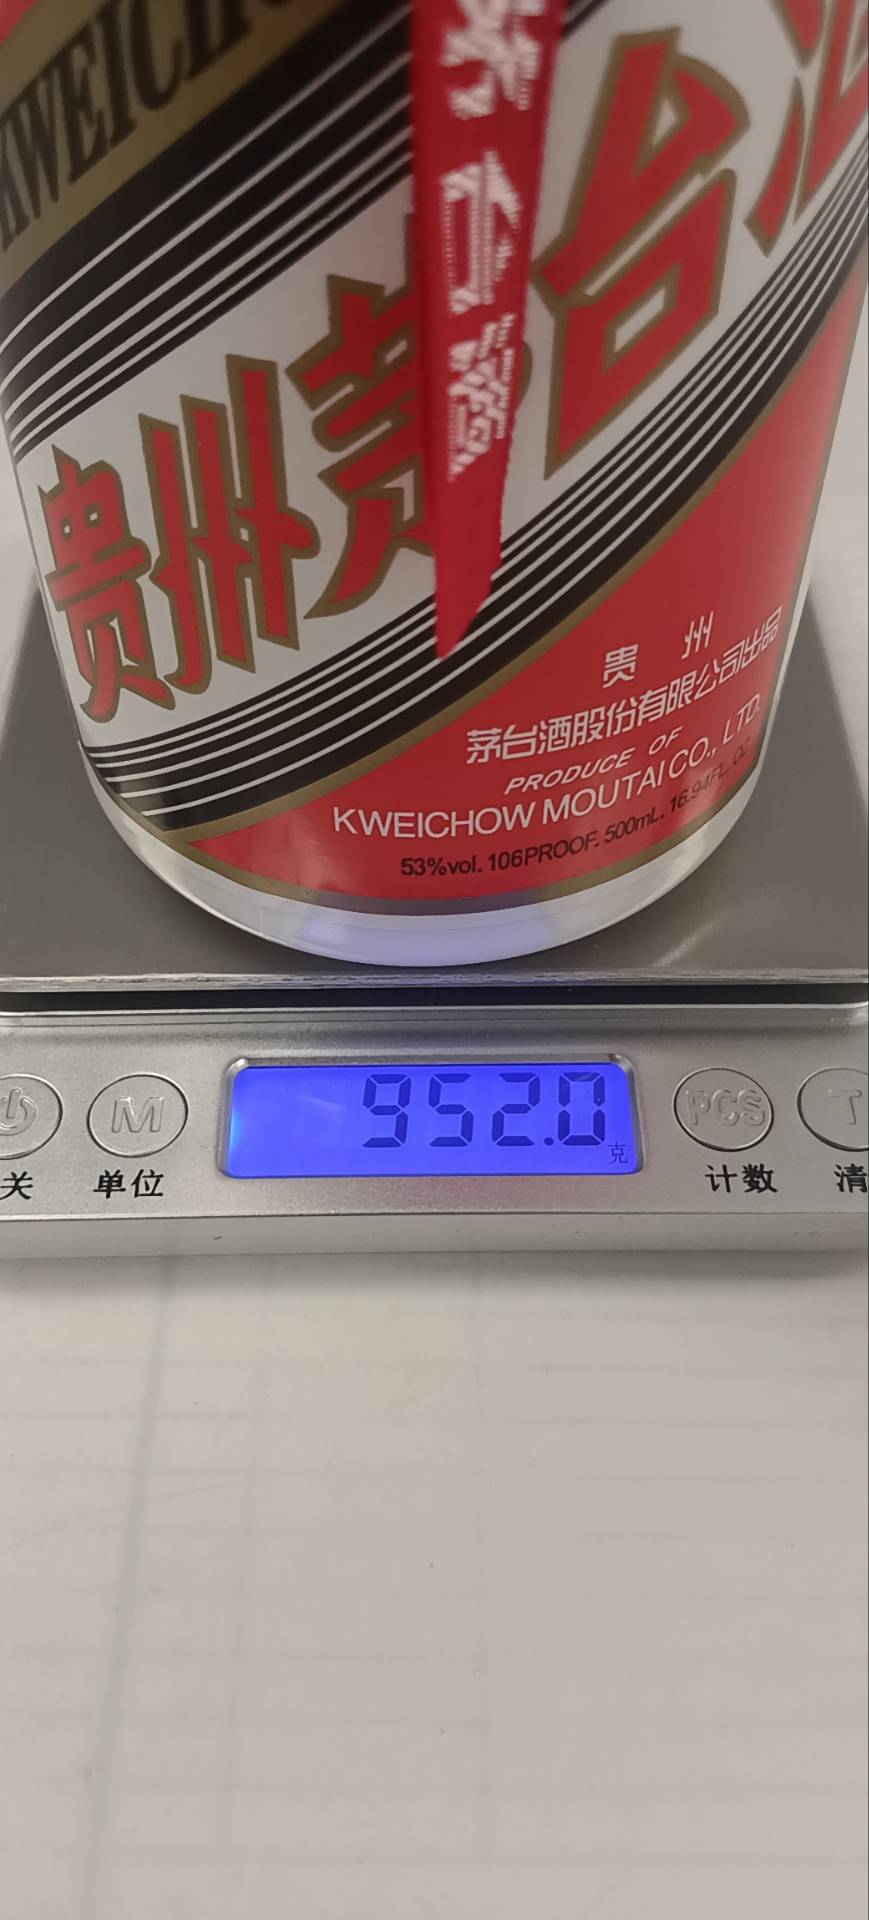 KWEICHO
贵州茅台酒
贵州
茅台酒股份有限公司出品
PRODUCE OF
KWEICHOW MOUTAI CO., LTD.
53%vol. 106PROOF. 500mL. 16.94FL. OZ
952.0
克
M
PCS
T
关
单位
计数
清